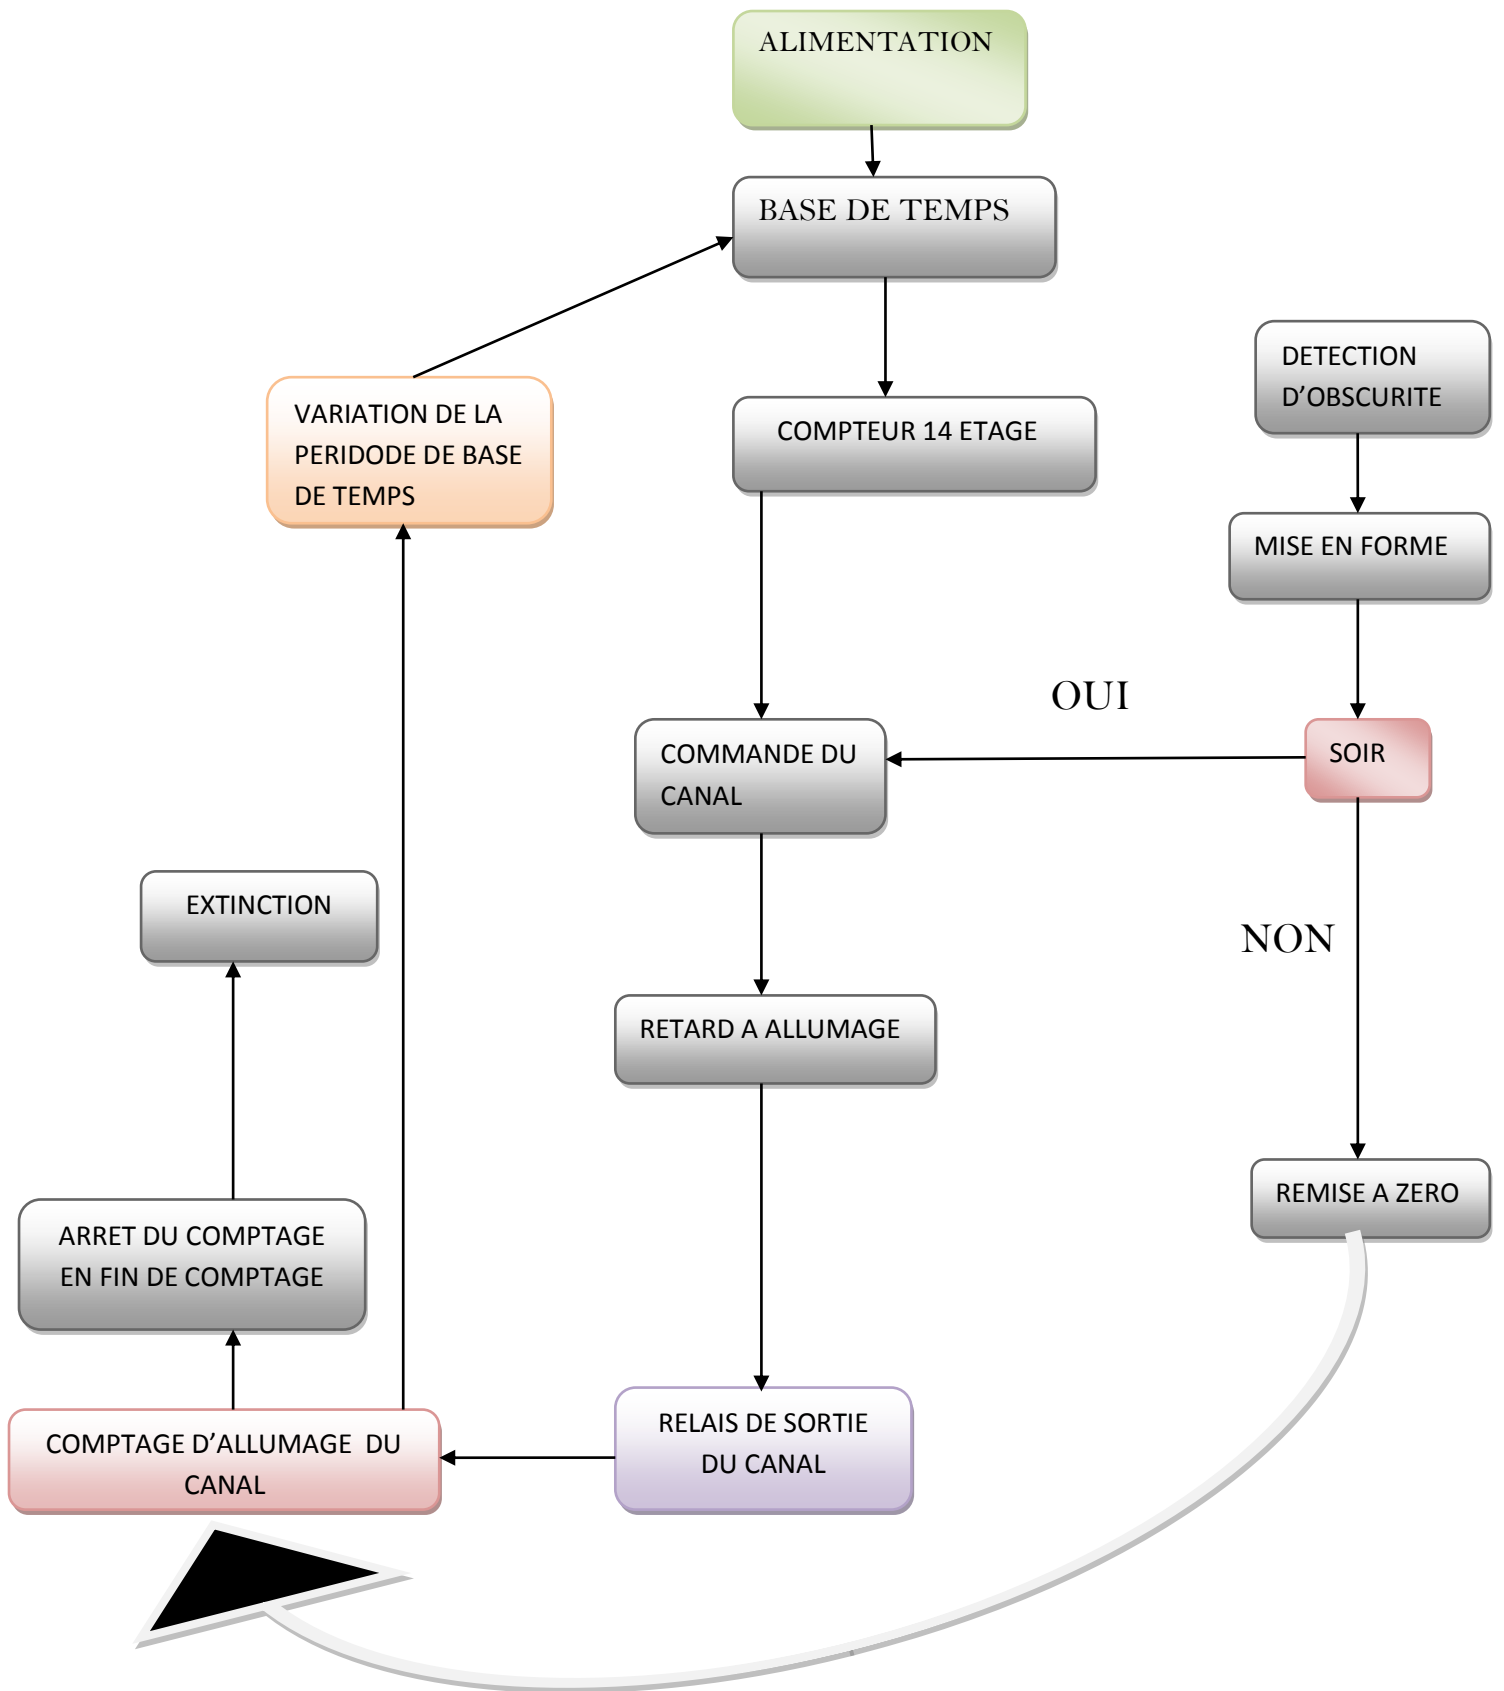 ALIMENTATION
BASE DE TEMPS
DETECTION
D’OBSCURITE
VARIATION DE LA
PERIDODE DE BASE
DE TEMPS
COMPTEUR 14 ETAGE
MISE EN FORME
OUI
COMMANDE DU
CANAL
SOIR
EXTINCTION
NON
RETARD A ALLUMAGE
REMISE A ZERO
ARRET DU COMPTAGE
EN FIN DE COMPTAGE
RELAIS DE SORTIE
DU CANAL
COMPTAGE D’ALLUMAGE DU
CANAL